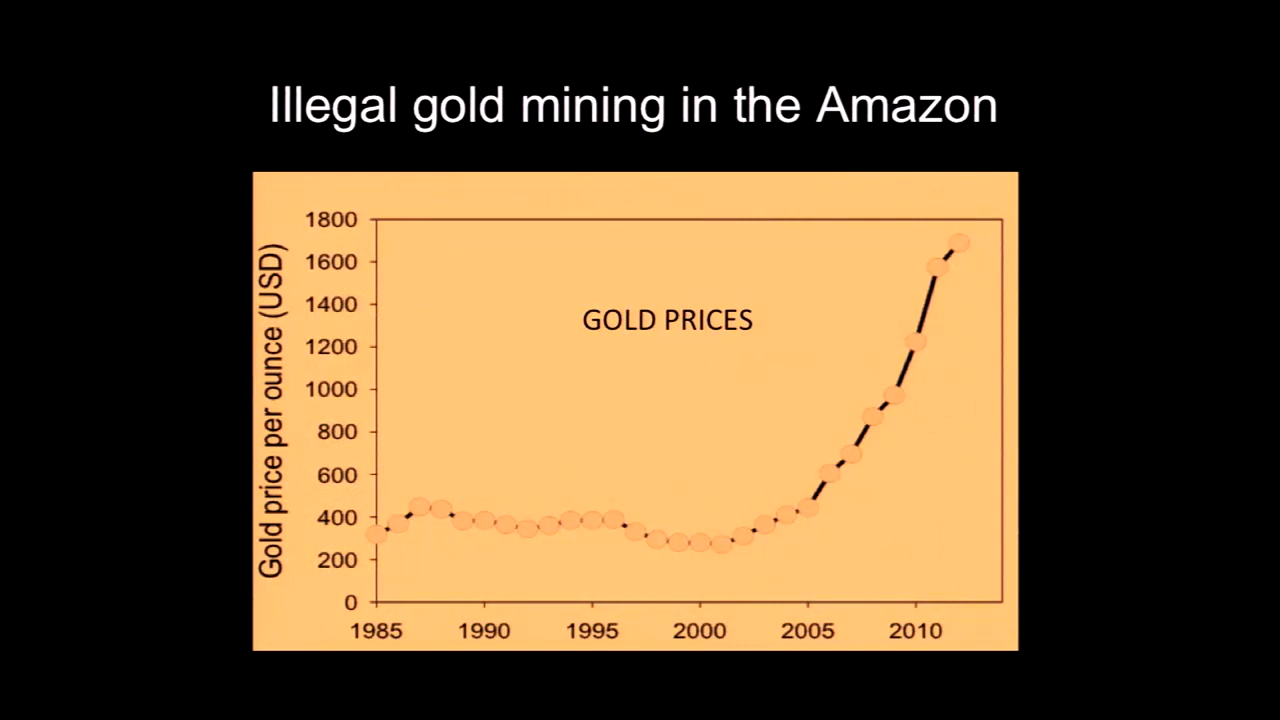 Illegal gold mining in the Amazon
GOLD PRICES
Gold price per ounce (USD)
1800
1600
1400
1200
1000
800
600
400
200
0
1985 1990 1995 2000 2005 2010